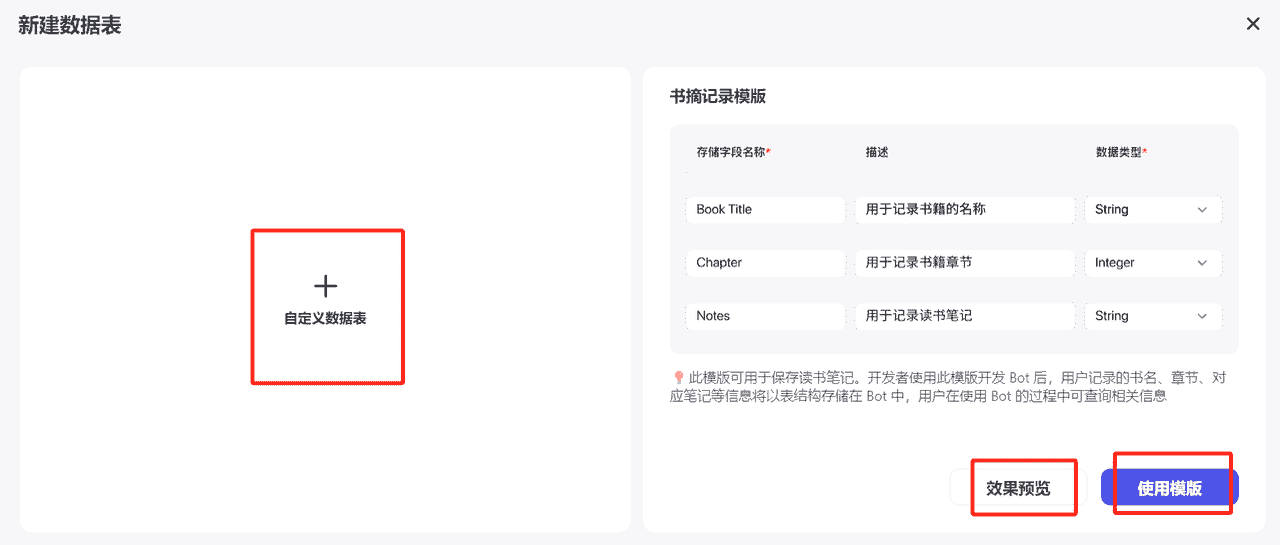 新建数据表
自定义数据表
书摘记录模版
存储字段名称* 描述 数据类型*
Book Title 用于记录书籍的名称 String
Chapter 用于记录书籍章节 Integer
Notes 用于记录读书笔记 String
此模版可用于保存读书笔记。开发者使用此模版开发 Bot 后，用户记录的书名、章节、对
应笔记等信息将以表结构存储在 Bot 中，用户在使用 Bot 的过程中可查询相关信息
效果预览 使用模版